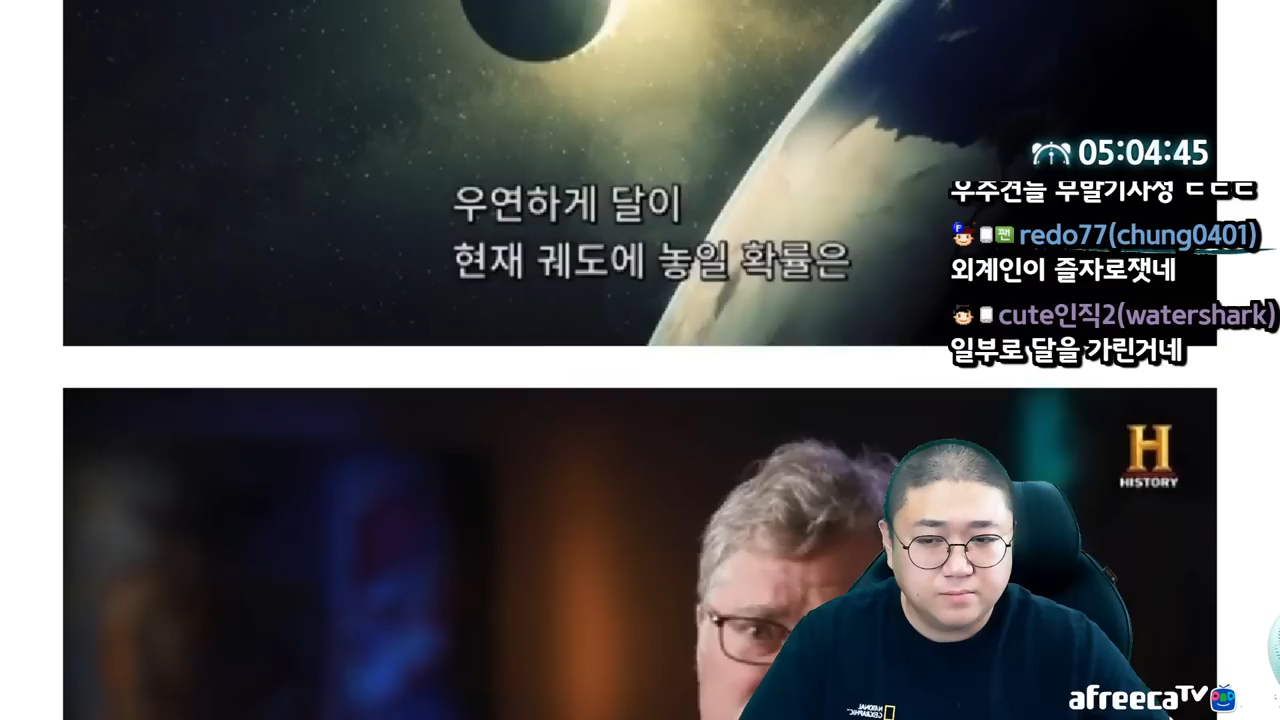 우연하게 달이
현재 궤도에 놓일 확률은
05:04:45
우주견들 무말기사성 ㄷㄷㄷ
redo77(chung0401)
외계인이 즐자로잿네
cute인직2(watershark)
일부로 달을 가린거네
H
HISTORY
NATIONAL
GEOGRAPHIC
afreecaTV